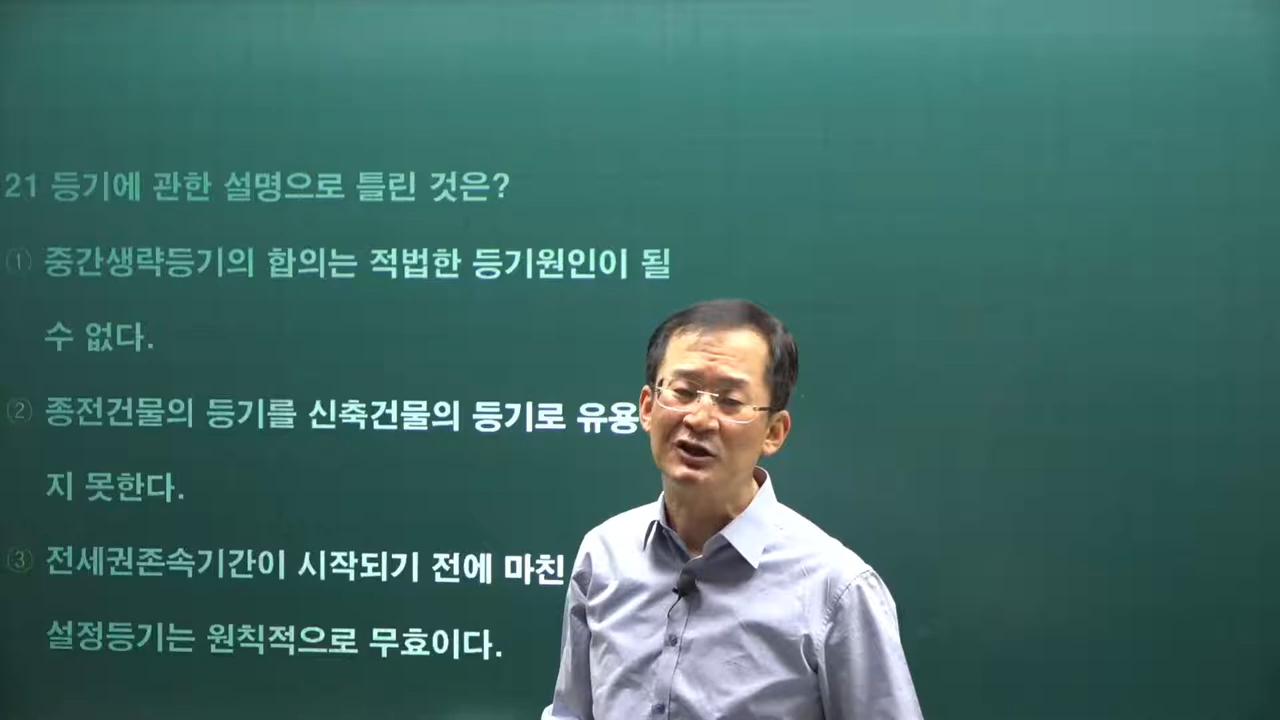 21 등기에 관한 설명으로 틀린 것은?
① 중간생략등기의 합의는 적법한 등기원인이 될
수 없다.
② 종전건물의 등기를 신축건물의 등기로 유용
지 못한다.
③ 전세권존속기간이 시작되기 전에 마친
설정등기는 원칙적으로 무효이다.